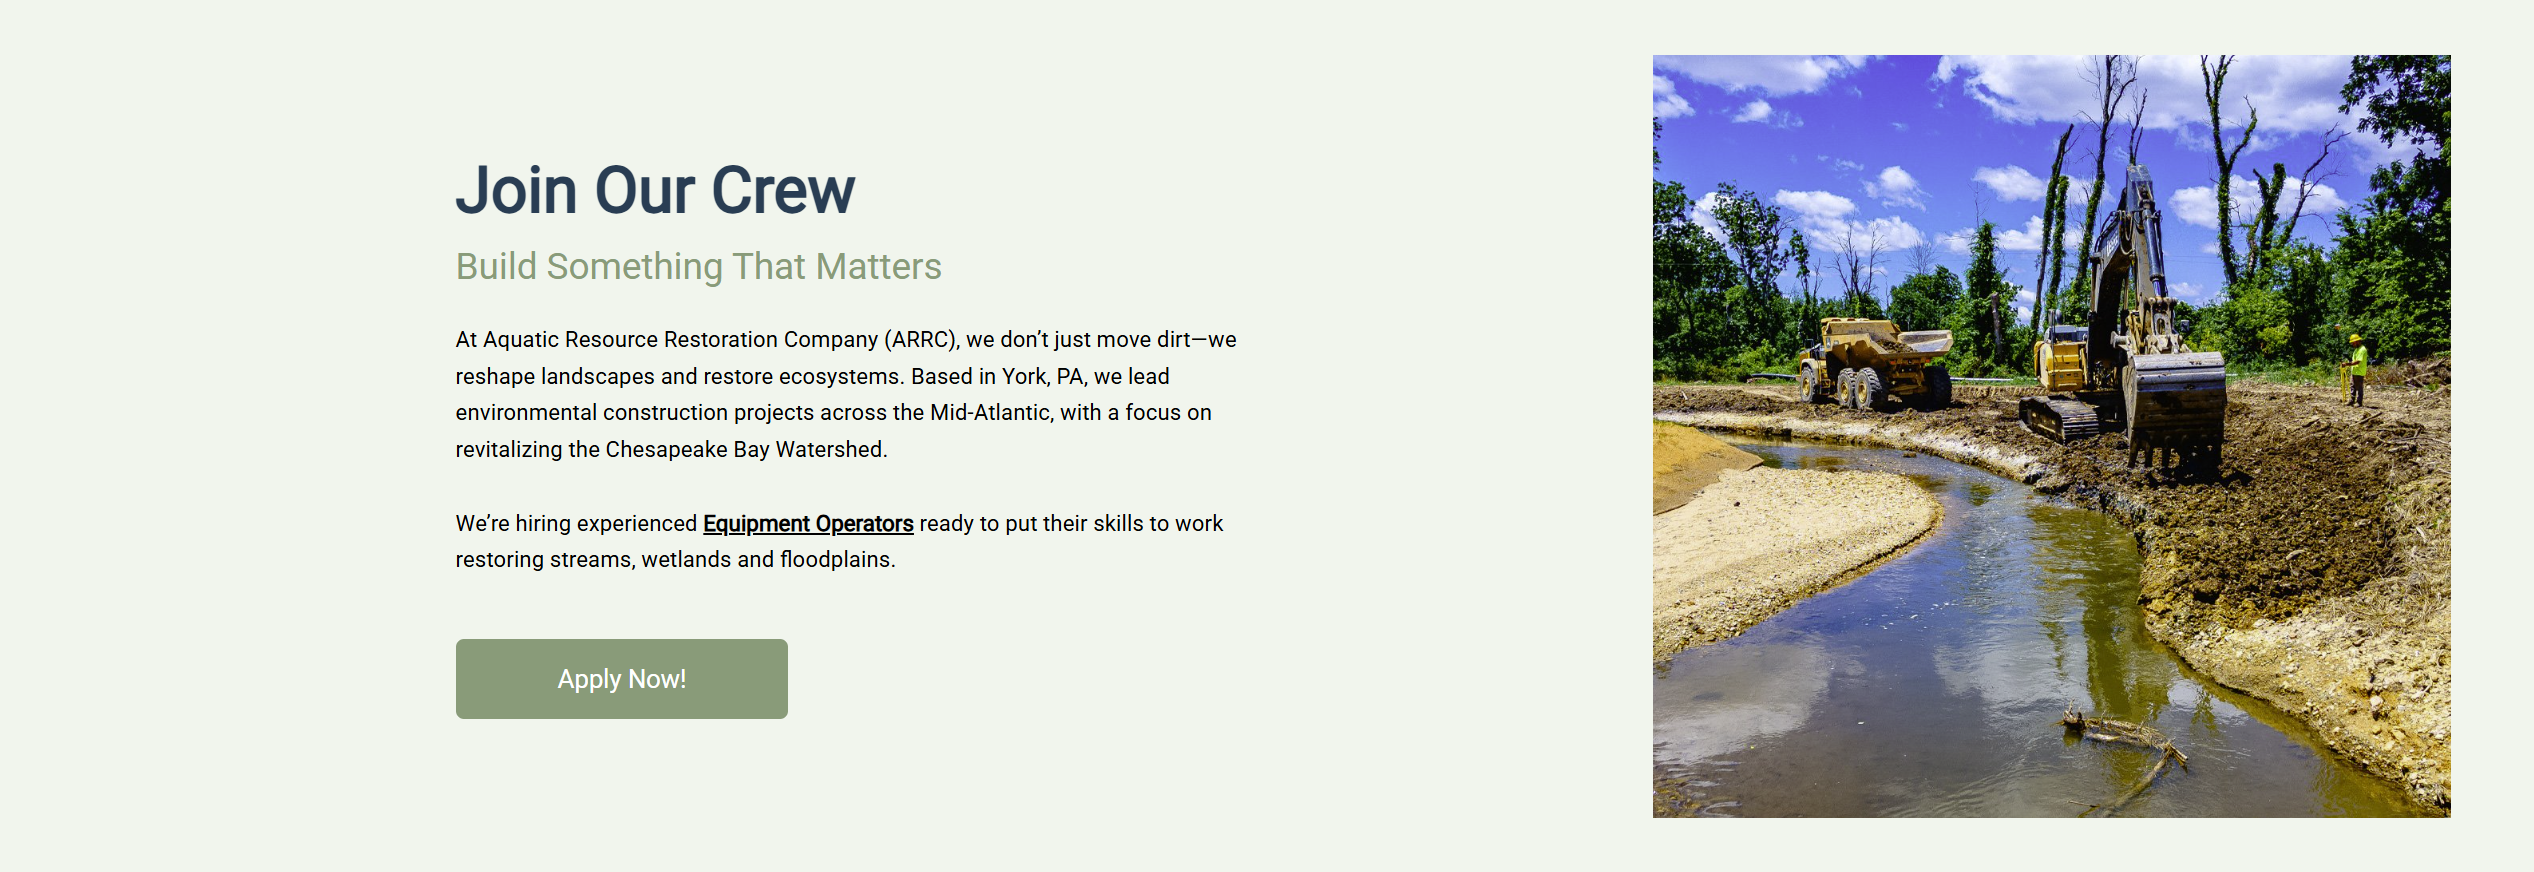 Join Our Crew
Build Something That Matters
At Aquatic Resource Restoration Company (ARRC), we don’t just move dirt—we
reshape landscapes and restore ecosystems. Based in York, PA, we lead
environmental construction projects across the Mid-Atlantic, with a focus on
revitalizing the Chesapeake Bay Watershed.
We’re hiring experienced Equipment Operators ready to put their skills to work
restoring streams, wetlands and floodplains.
Apply Now!